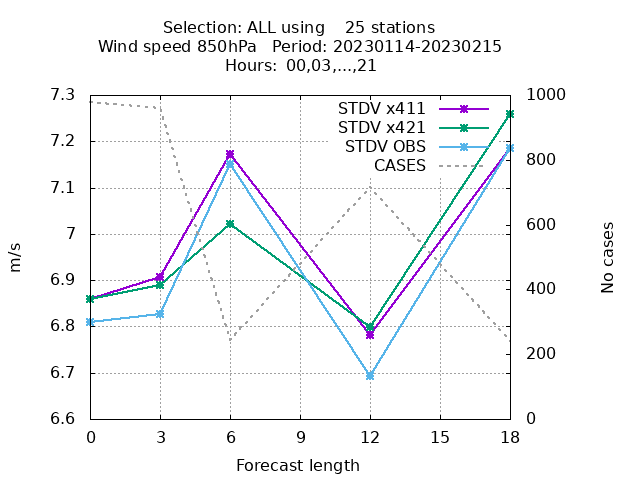 Selection: ALL using    25 stations
Wind speed 850hPa   Period: 20230114-20230215
Hours: 00,03,...,21
STDV x411
STDV x421
STDV OBS
CASES
7.3
7.2
7.1
7
6.9
6.8
6.7
6.6
m/s
1000
800
600
400
200
0
No cases
0 3 6 9 12 15 18
Forecast length